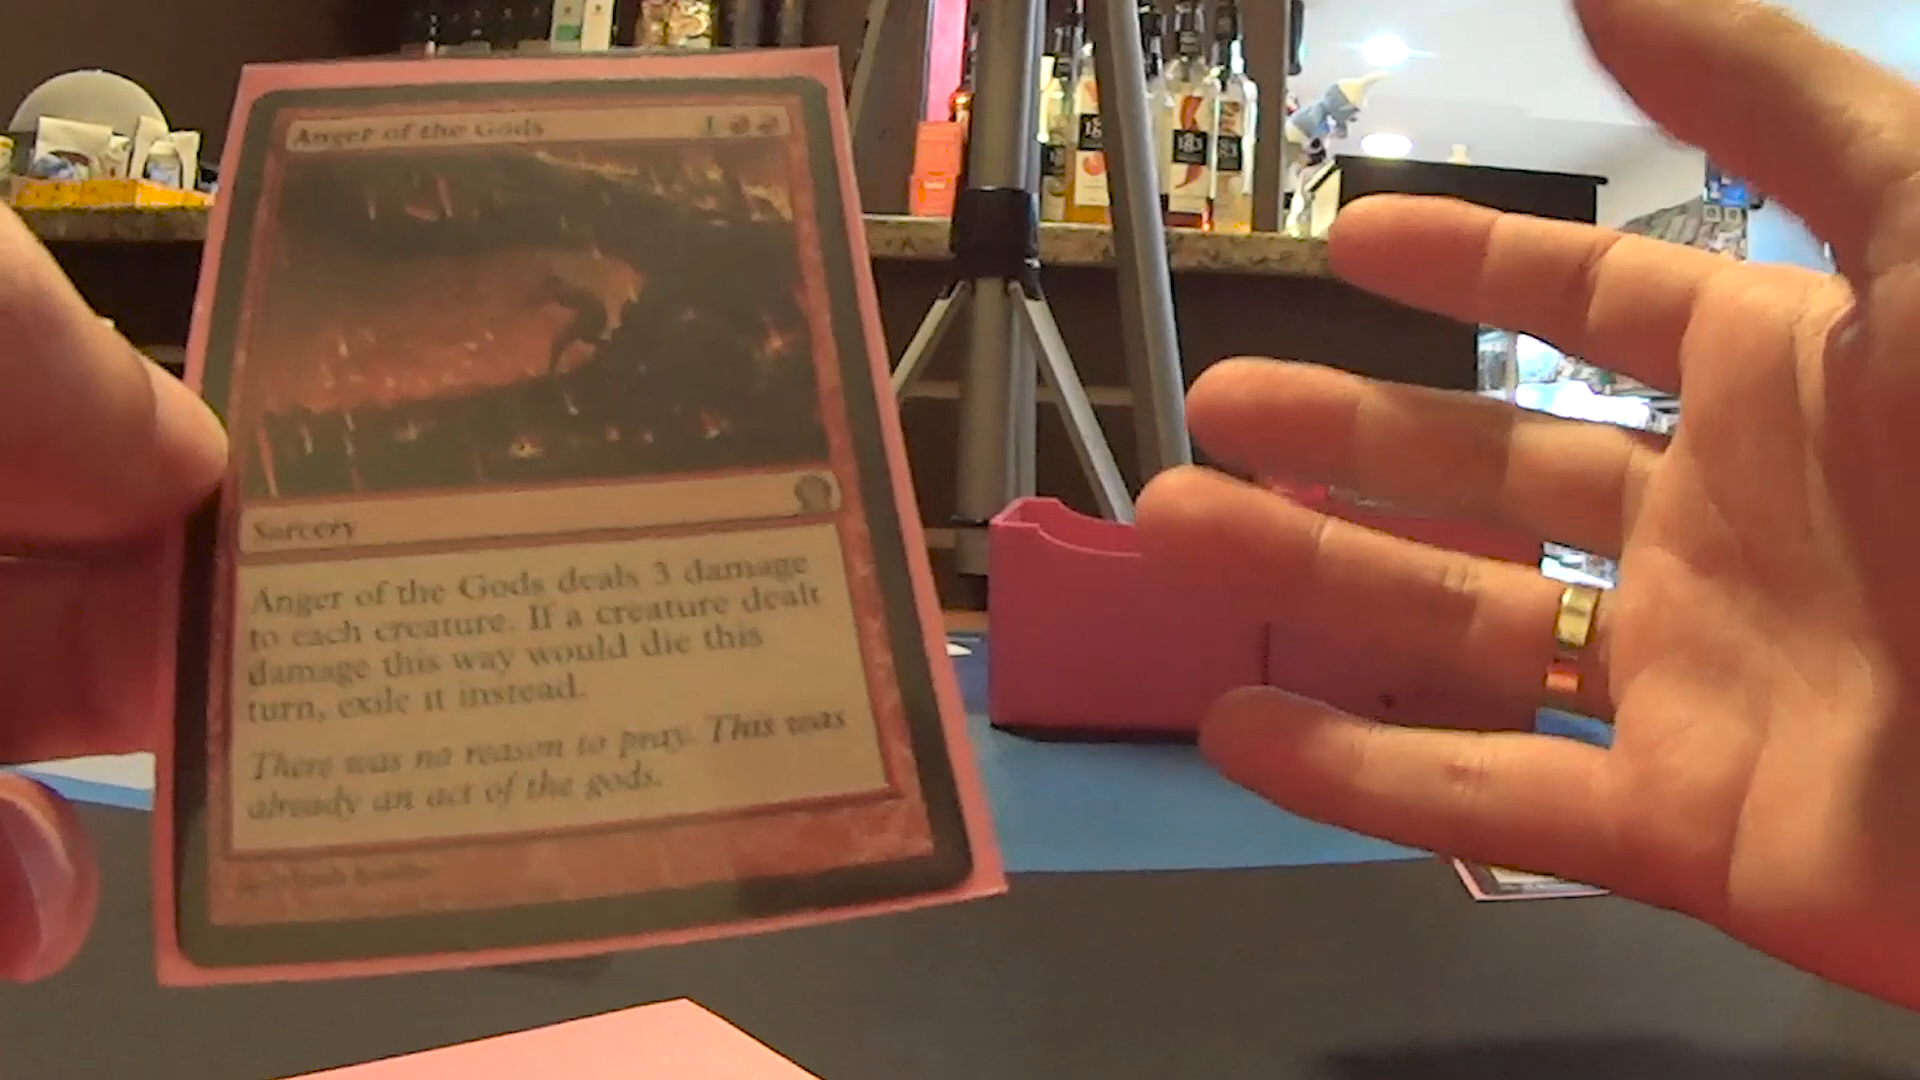 Anger of the Gods 1
Sorcery
Anger of the Gods deals 3 damage
to each creature. If a creature dealt
damage this way would die this
turn, exile it instead.
There was no reason to pray. This was
already an act of the gods.
1883